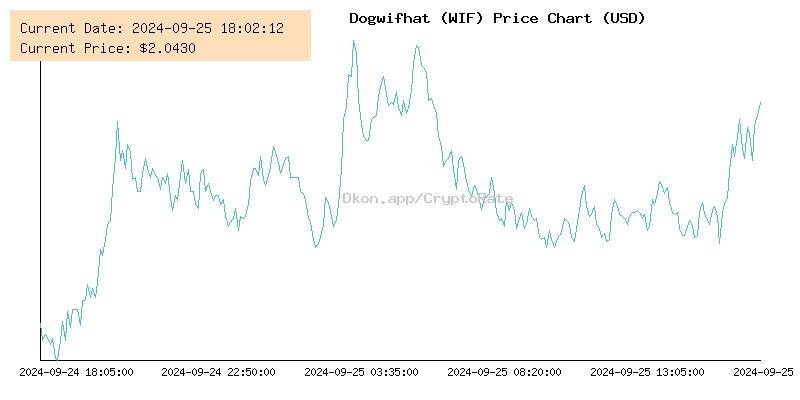 Dogwifhat (WIF) Price Chart (USD)
Current Date: 2024-09-25 18:02:12
Current Price: $2.0430
Dkon.app/CryptoRate
2024-09-24 18:05:00 2024-09-24 22:50:00 2024-09-25 03:35:00 2024-09-25 08:20:00 2024-09-25 13:05:00 2024-09-25